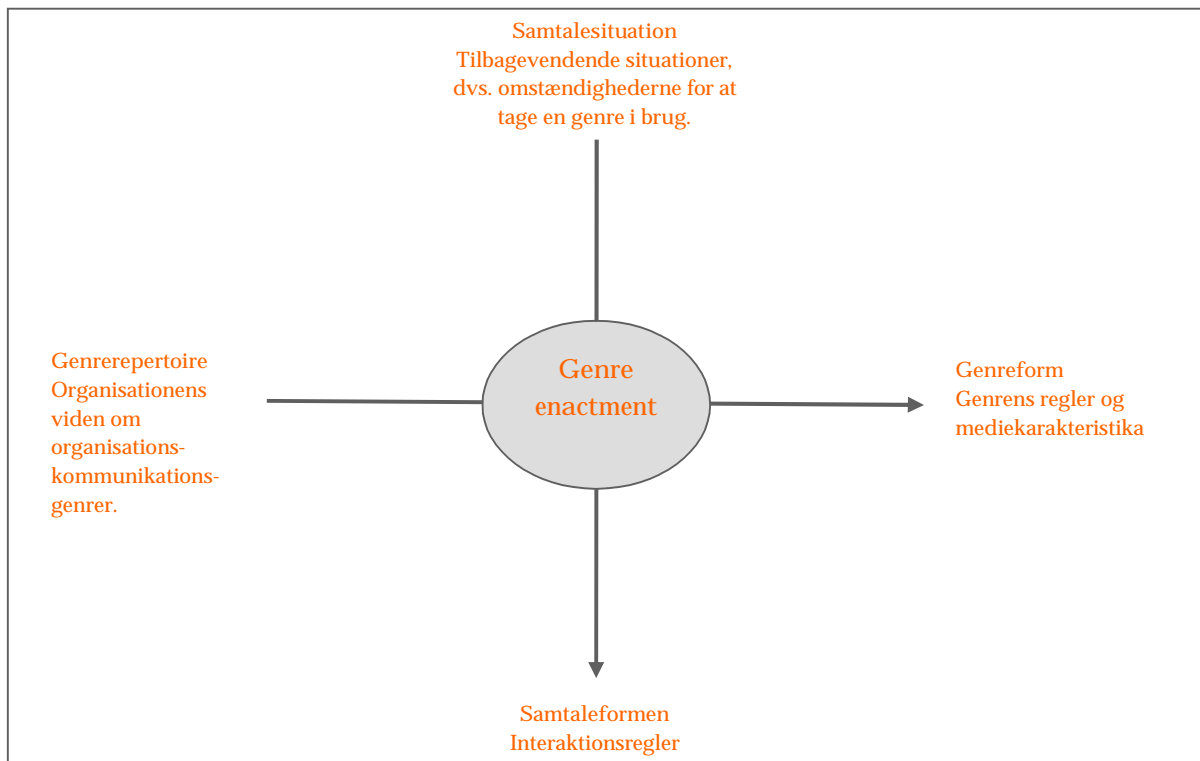 Samtalesituation
Tilbagevendende situationer,
dvs. omstændighederne for at
tage en genre i brug.
Genrerepertoire
Organisationens
viden om
organisations-
kommunikations-
genrer.
Genre
enactment
Genreform
Genrens regler og
mediekarakteristika
Samtaleformen
Interaktionsregler